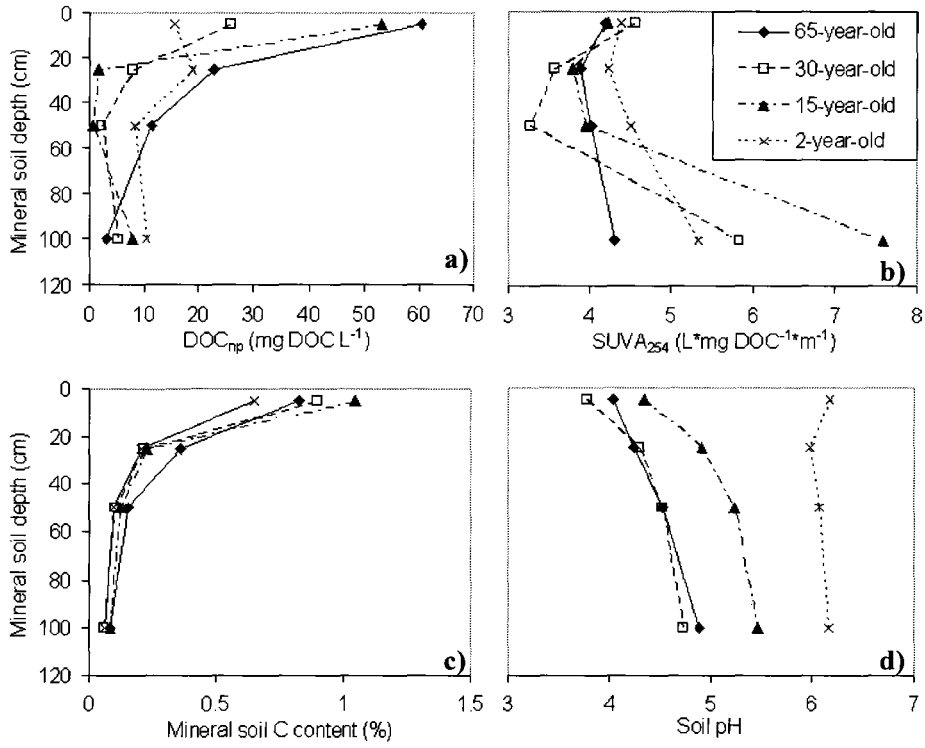 0
20
40
60
80
100
120
Mineral soil depth (cm)
0 10 20 30 40 50 60 70
DOCnp (mg DOC L-1)
a)
65-year-old
30-year-old
15-year-old
2-year-old
3 4 5 6 7 8
SUVA254 (L*mg DOC-1*m-1)
b)
0
20
40
60
80
100
120
Mineral soil depth (cm)
0 0.5 1 1.5
Mineral soil C content (%)
c)
3 4 5 6 7
Soil pH
d)